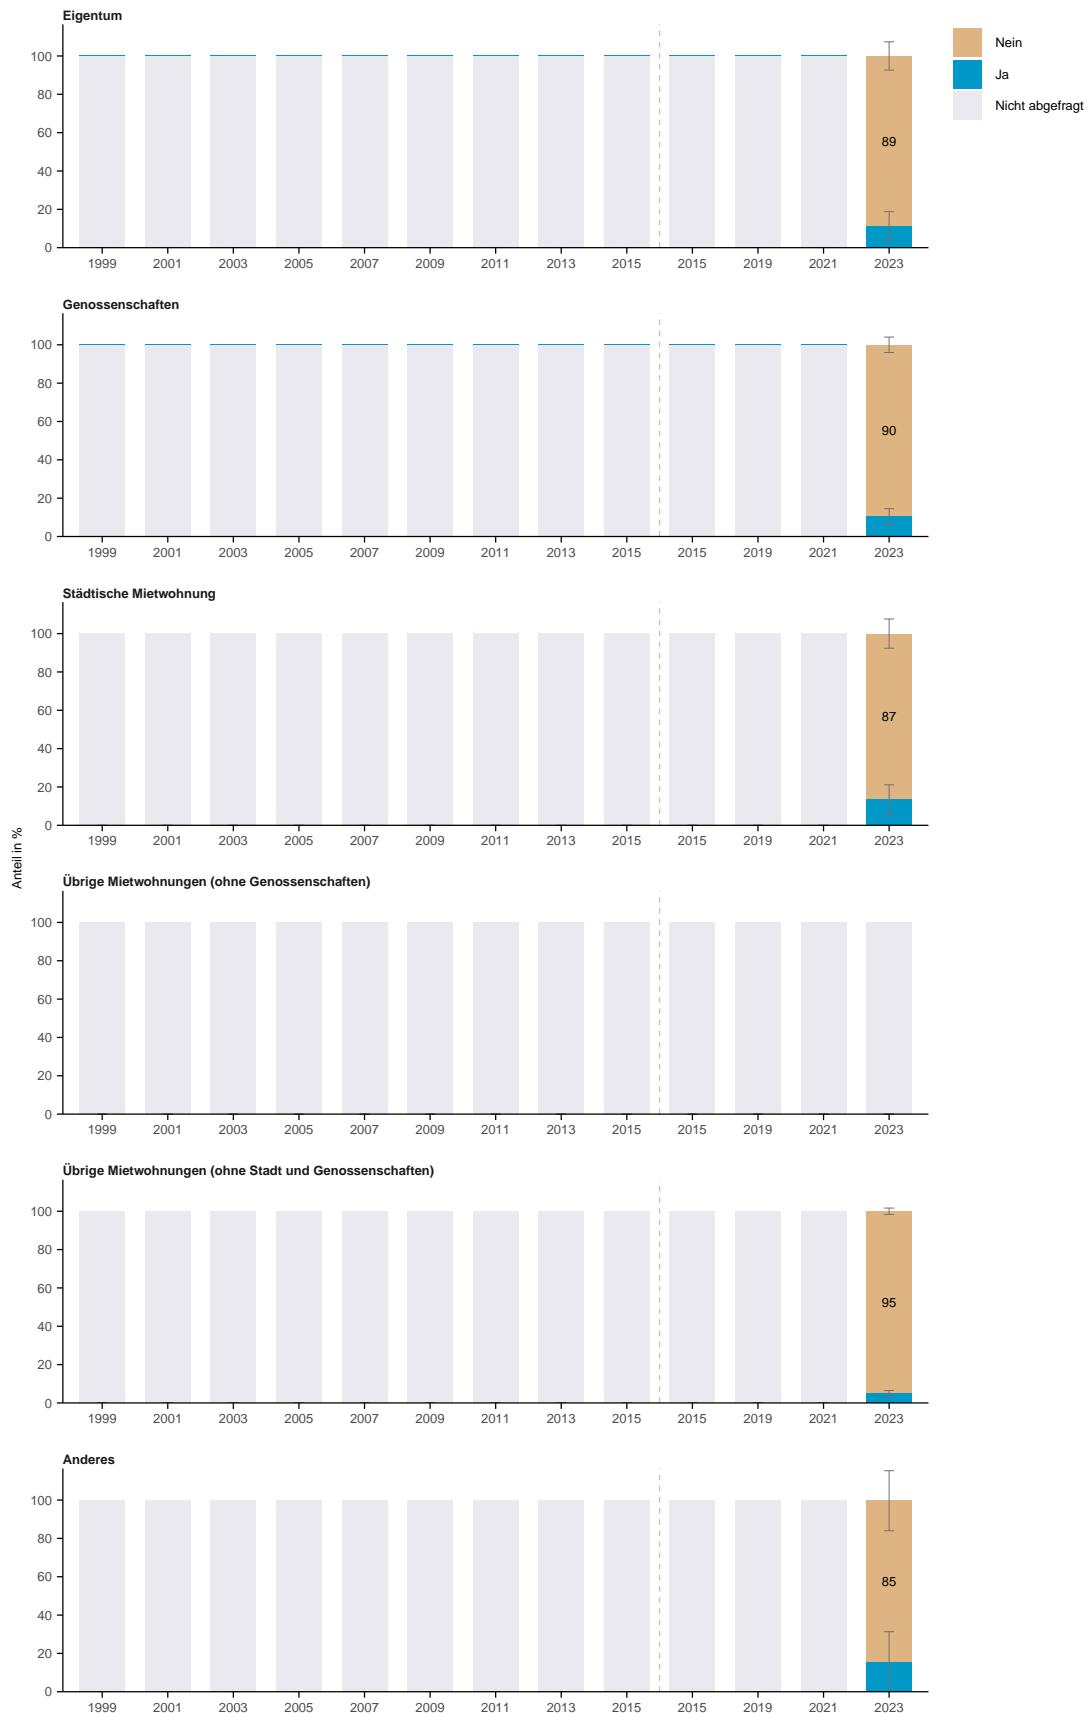 Eigentum
Nein
Ja
Nicht abgefragt
100
80
60
40
20
0
89
1999 2001 2003 2005 2007 2009 2011 2013 2015 2015 2019 2021 2023
Genossenschaften
100
80
60
40
20
0
90
1999 2001 2003 2005 2007 2009 2011 2013 2015 2015 2019 2021 2023
Städtische Mietwohnung
100
80
60
40
20
0
87
1999 2001 2003 2005 2007 2009 2011 2013 2015 2015 2019 2021 2023
Anteil in %
Übrige Mietwohnungen (ohne Genossenschaften)
100
80
60
40
20
0
1999 2001 2003 2005 2007 2009 2011 2013 2015 2015 2019 2021 2023
Übrige Mietwohnungen (ohne Stadt und Genossenschaften)
100
80
60
40
20
0
95
1999 2001 2003 2005 2007 2009 2011 2013 2015 2015 2019 2021 2023
Anderes
100
80
60
40
20
0
85
1999 2001 2003 2005 2007 2009 2011 2013 2015 2015 2019 2021 2023